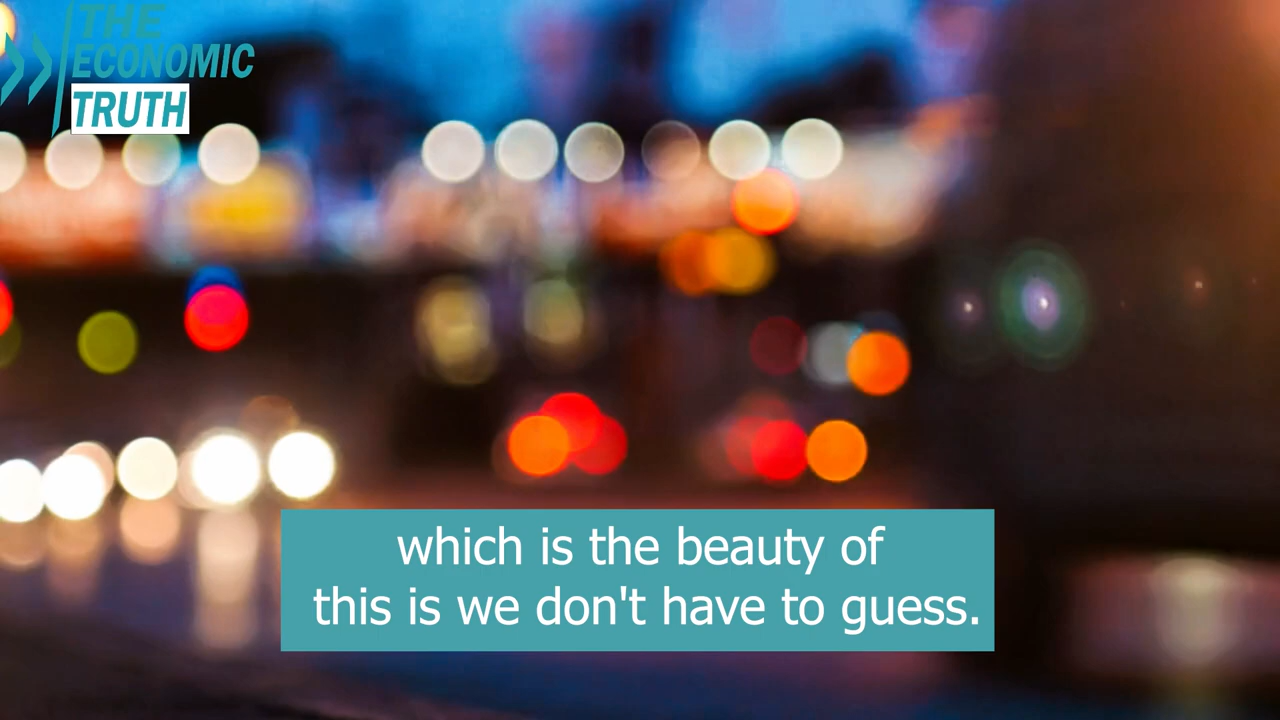 THE
ECONOMIC
TRUTH
which is the beauty of
this is we don't have to guess.